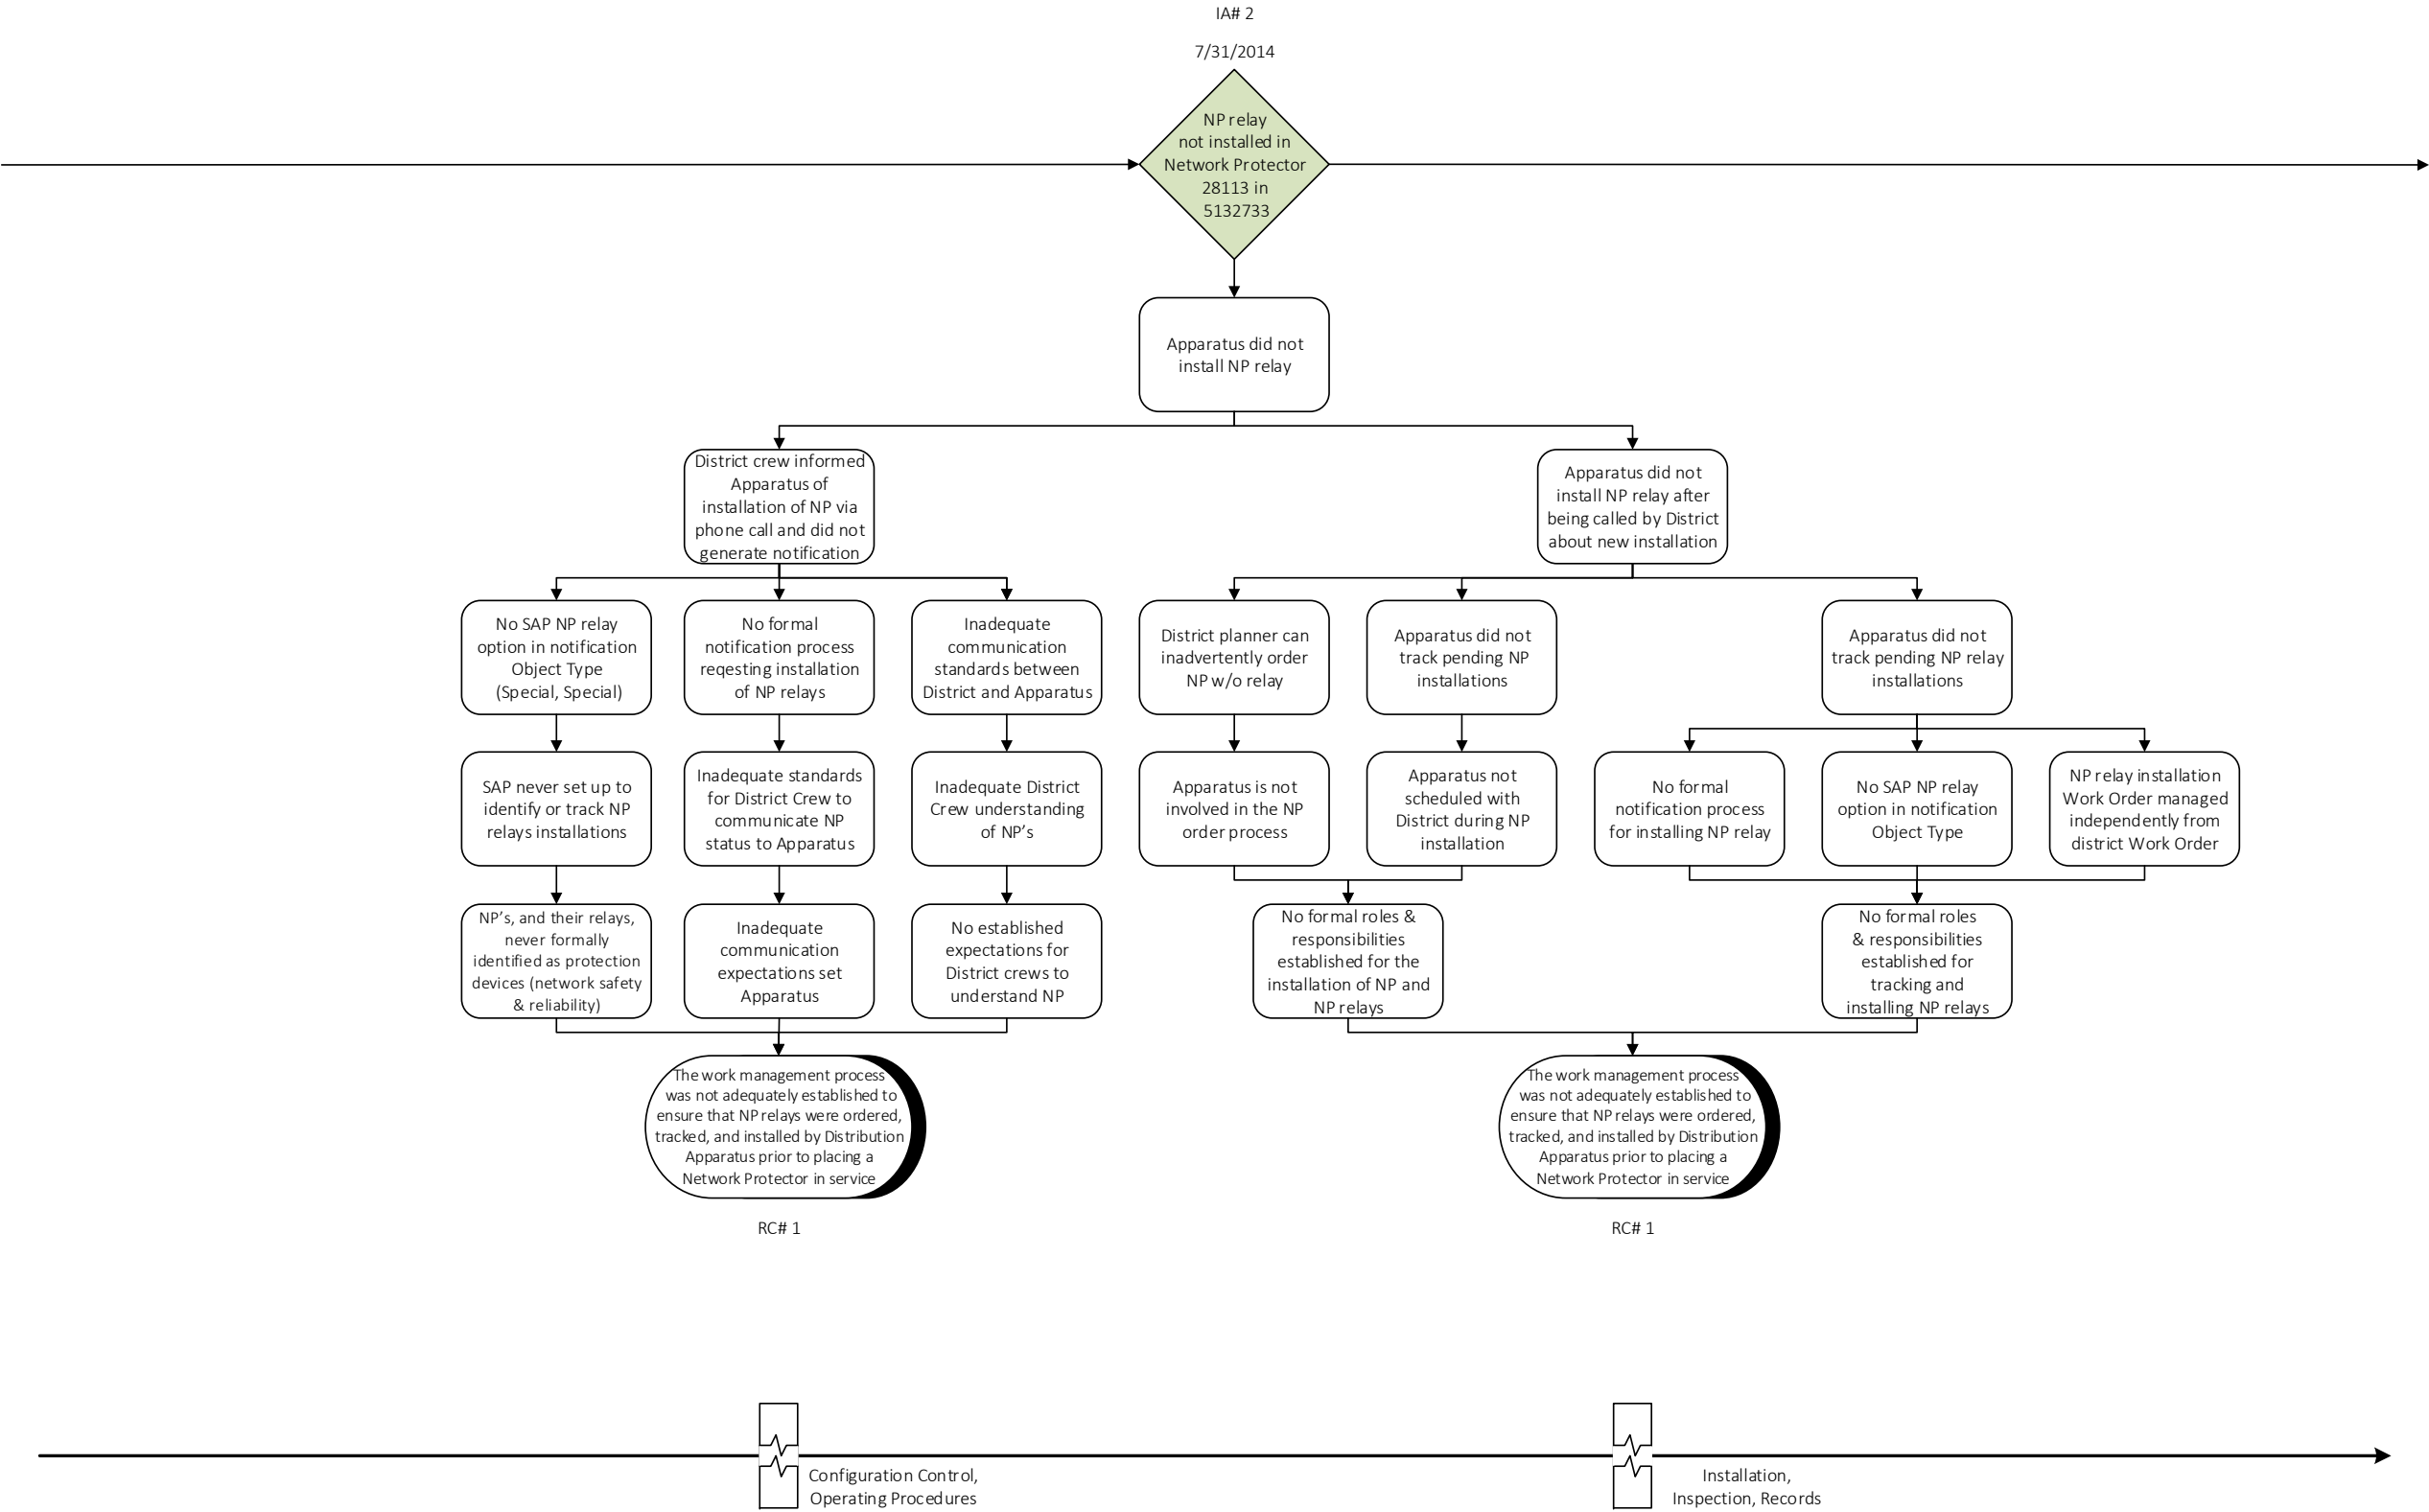 IA# 2
7/31/2014
NP relay
not installed in
Network Protector
28113 in
5132733
Apparatus did not
install NP relay
District crew informed
Apparatus of
installation of NP via
phone call and did not
generate notification
Apparatus did not
install NP relay after
being called by District
about new installation
No SAP NP relay
option in notification
Object Type
(Special, Special)
No formal
notification process
reqesting installation
of NP relays
Inadequate
communication
standards between
District and Apparatus
District planner can
inadvertently order
NP w/o relay
Apparatus did not
track pending NP
installations
Apparatus did not
track pending NP relay
installations
SAP never set up to
identify or track NP
relays installations
Inadequate standards
for District Crew to
communicate NP
status to Apparatus
Inadequate District
Crew understanding
of NP’s
Apparatus is not
involved in the NP
order process
Apparatus not
scheduled with
District during NP
installation
No formal
notification process
for installing NP relay
No SAP NP relay
option in notification
Object Type
NP relay installation
Work Order managed
independently from
district Work Order
NP’s, and their relays,
never formally
identified as protection
devices (network safety
& reliability)
Inadequate
communication
expectations set
Apparatus
No established
expectations for
District crews to
understand NP
No formal roles &
responsibilities
established for the
installation of NP and
NP relays
No formal roles
& responsibilities
established for
tracking and
installing NP relays
The work management process
was not adequately established to
ensure that NP relays were ordered,
tracked, and installed by Distribution
Apparatus prior to placing a
Network Protector in service
The work management process
was not adequately established to
ensure that NP relays were ordered,
tracked, and installed by Distribution
Apparatus prior to placing a
Network Protector in service
RC# 1
RC# 1
Configuration Control,
Operating Procedures
Installation,
Inspection, Records